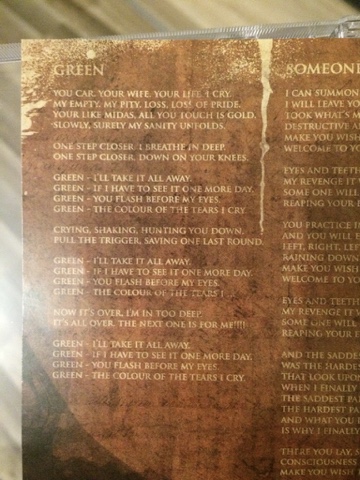 GREEN
YOU CAR, YOUR WIFE, YOUR LIFE, I CRY.
MY EMPTY, MY PITY, LOSS, LOSS OF PRIDE.
YOUR LIKE MIDAS, ALL YOU TOUCH IS GOLD,
SLOWLY, SURELY MY SANITY UNFOLDS.
ONE STEP CLOSER, I BREATHE IN DEEP.
ONE STEP CLOSER, DOWN ON YOUR KNEES.
GREEN - I'LL TAKE IT ALL AWAY.
GREEN - IF I HAVE TO SEE IT ONE MORE DAY.
GREEN - YOU FLASH BEFORE MY EYES.
GREEN - THE COLOUR OF THE TEARS I CRY.
CRYING, SHAKING, HUNTING YOU DOWN,
PULL THE TRIGGER, SAVING ONE LAST ROUND.
GREEN - I'LL TAKE IT ALL AWAY.
GREEN - IF I HAVE TO SEE IT ONE MORE DAY.
GREEN - YOU FLASH BEFORE MY EYES.
GREEN - THE COLOUR OF THE TEARS I
NOW IT'S OVER, I'M IN TOO DEEP.
IT'S ALL OVER, THE NEXT ONE IS FOR ME!!!!
GREEN - I'LL TAKE IT ALL AWAY.
GREEN - IF I HAVE TO SEE IT ONE MORE DAY.
GREEN - YOU FLASH BEFORE MY EYES.
GREEN - THE COLOUR OF THE TEARS I CRY.
SOMEONE
I CAN SUMMON
I WILL LEAVE YO
TOOK WHAT'S M
DESTRUCTIVE A
MAKE YOU WISH
WELCOME TO YO
EYES AND TEETH
MY REVENGE IT
SOME ONE WILL
REAPING YOUR
YOU PRACTICE I
AND YOU WILL
LEFT, RIGHT, LEF
RAINING DOWN
MAKE YOU WISH
WELCOME TO YO
EYES AND TEETH
MY REVENGE IT W
SOME ONE WILL
REAPING YOUR E
AND THE SADDE
WAS THE HARDES
THAT LOOK UPON
WHEN I FINALLY
THE SADDEST PA
THE HARDEST PA
AND WHAT YOU
IS WHY I FINALLY
THERE YOU LAY, S
CONSCIOUSNESS
MAKE YOU WISH